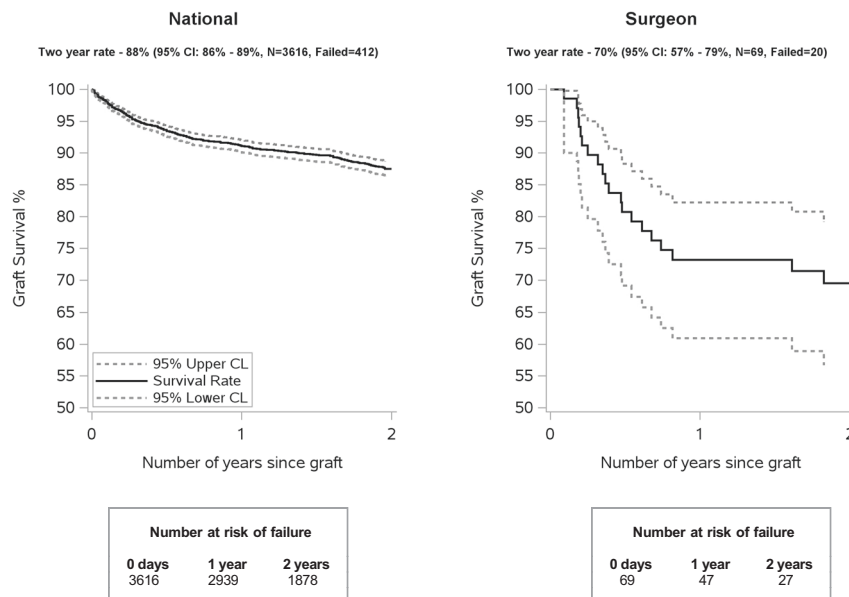 National
Two year rate - 88% (95% CI: 86% - 89%, N=3616, Failed=412)
100
95
90
85
80
75
70
65
60
55
50
Graft Survival %
95% Upper CL
Survival Rate
95% Lower CL
0
1
2
Number of years since graft
Number at risk of failure
0 days 1 year 2 years
3616 2939 1878
Surgeon
Two year rate - 70% (95% CI: 57% - 79%, N=69, Failed=20)
100
95
90
85
80
75
70
65
60
55
50
Graft Survival %
0
1
2
Number of years since graft
Number at risk of failure
0 days 1 year 2 years
69 47 27